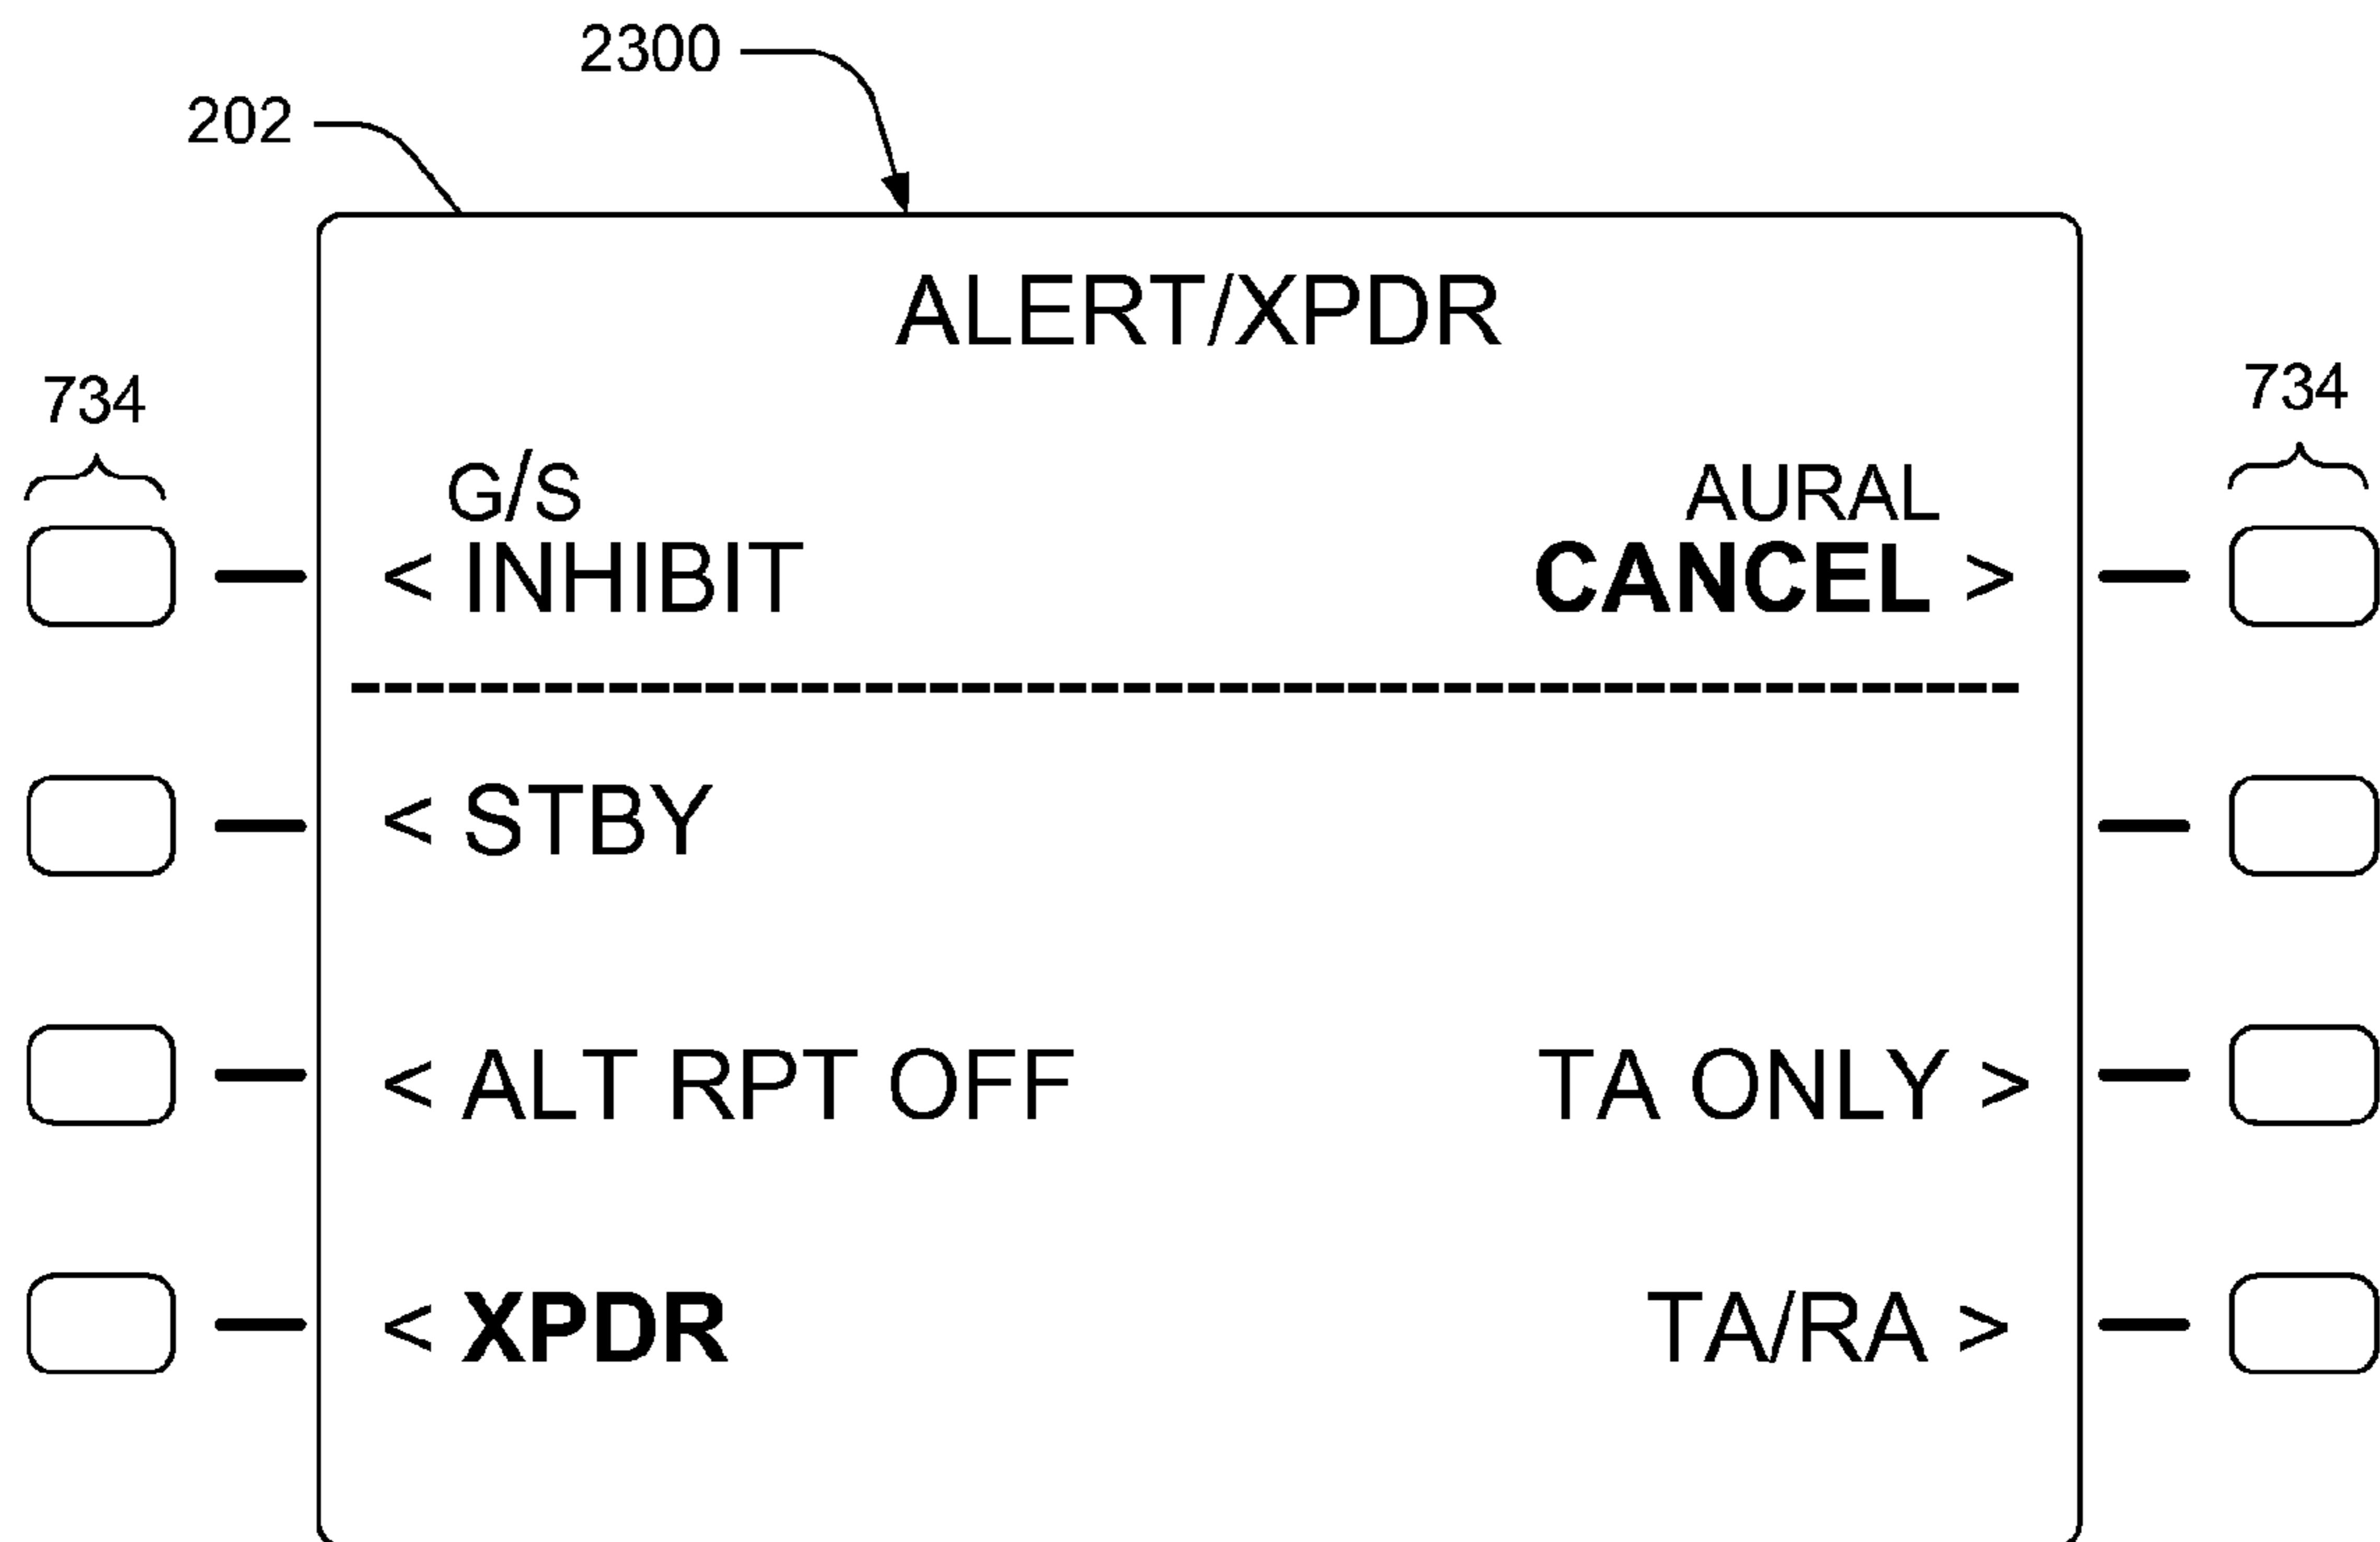 2300
202
ALERT/XPDR
734
734
G/S
AURAL
< INHIBIT
CANCEL >
< STBY
< ALT RPT OFF
TA ONLY >
< XPDR
TA/RA >